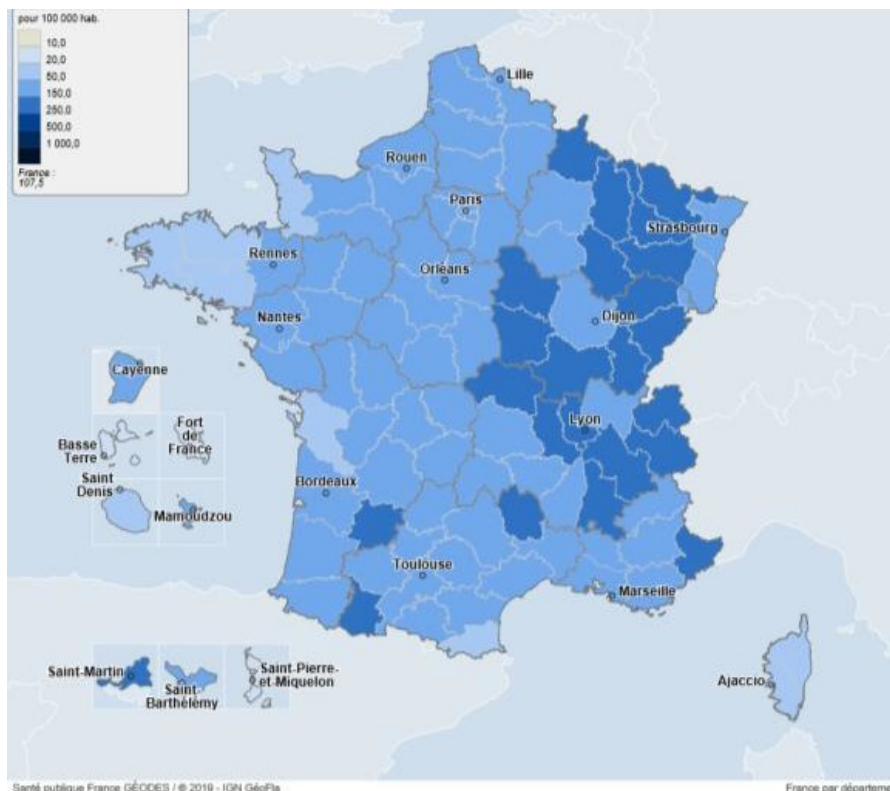 pour 100 000 hab.
10,0
20,0
50,0
150,0
250,0
500,0
1 000,0
France :
107,5
Lille
Rouen
Paris
Strasbourg
Rennes
Orléans
Nantes
Dijon
Cayenne
Lyon
Basse
Terre
Fort
de
France
Saint
Denis
Mamoudzou
Bordeaux
Toulouse
Marseille
Saint-Martin
Saint
Barthélemy
Saint-Pierre-
et-Miquelon
Ajaccio
Santé publique France GÉODES / © 2019 - IGN GéoFla
France par départeme